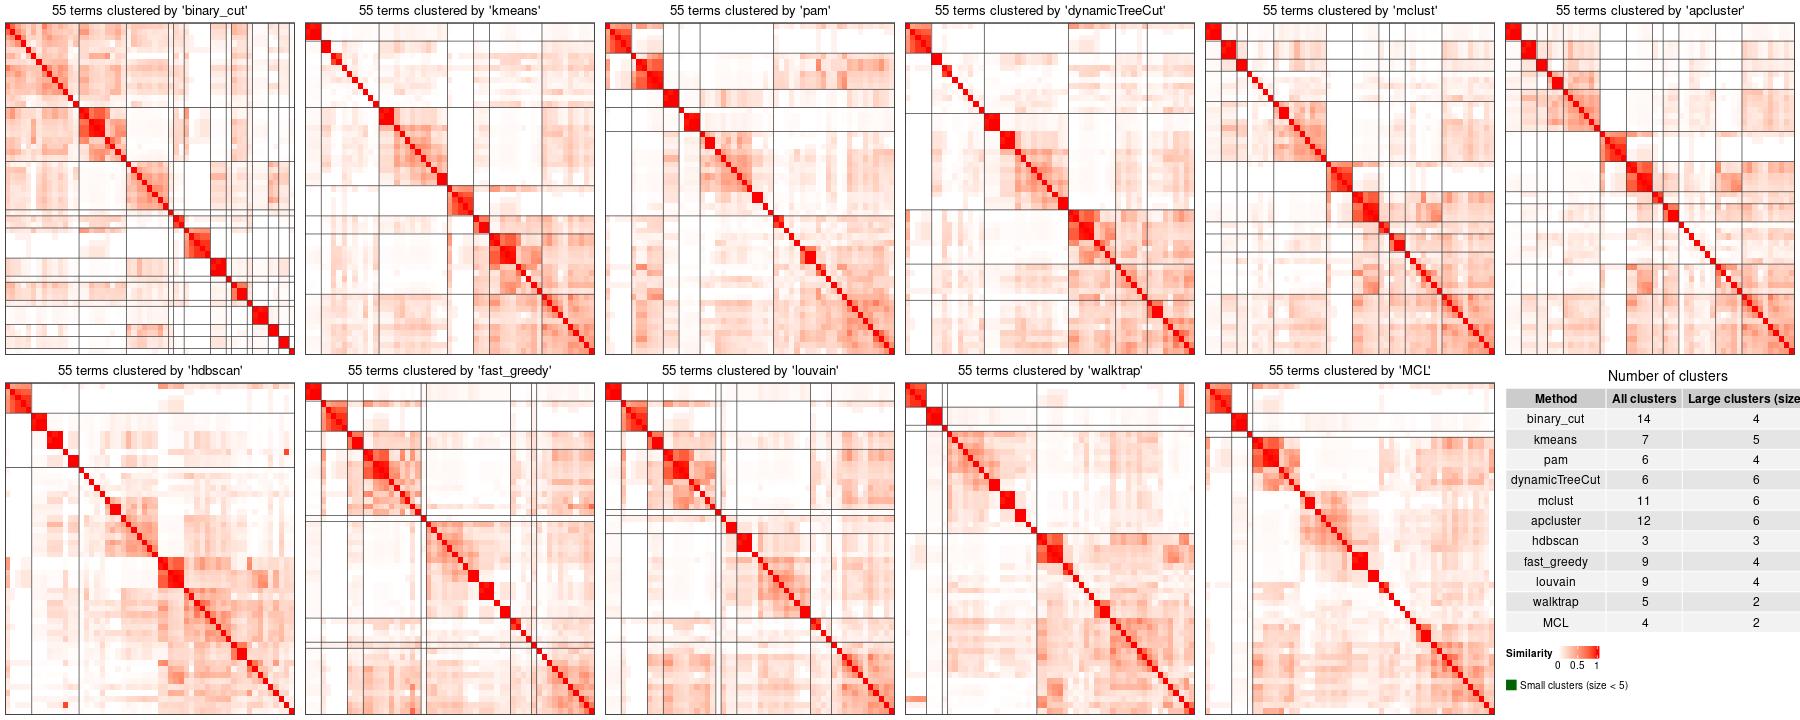 55 terms clustered by 'binary_cut'
55 terms clustered by 'kmeans'
55 terms clustered by 'pam'
55 terms clustered by 'dynamicTreeCut'
55 terms clustered by 'mclust'
55 terms clustered by 'apcluster'
55 terms clustered by 'hdbscan'
55 terms clustered by 'fast_greedy'
55 terms clustered by 'louvain'
55 terms clustered by 'walktrap'
55 terms clustered by 'MCL'
Number of clusters
Method All clusters Large clusters (size
binary_cut 14 4
kmeans 7 5
pam 6 4
dynamicTreeCut 6 6
mclust 11 6
apcluster 12 6
hdbscan 3 3
fast_greedy 9 4
louvain 9 4
walktrap 5 2
MCL 4 2
Similarity
0 0.5 1
Small clusters (size < 5)